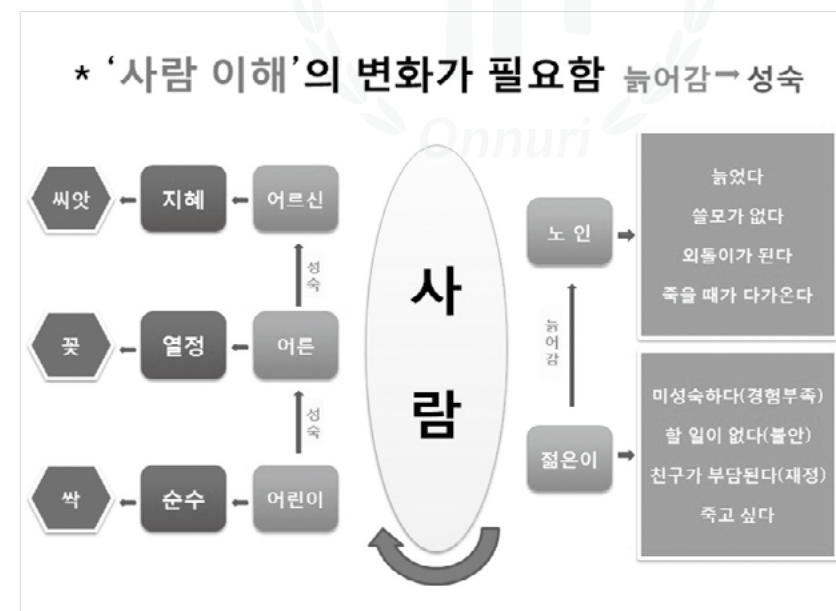 * ‘사람 이해’의 변화가 필요함 늙어감➡성숙
Onnuri
씨앗 지혜 어르신
성숙
꽃 열정 어른
성숙
싹 순수 어린이
사람
노 인
늙어감
젊은이
늙었다
쓸모가 없다
외톨이가 된다
죽을 때가 다가온다
미성숙하다(경험부족)
할 일이 없다(불안)
친구가 부담된다(재정)
죽고 싶다